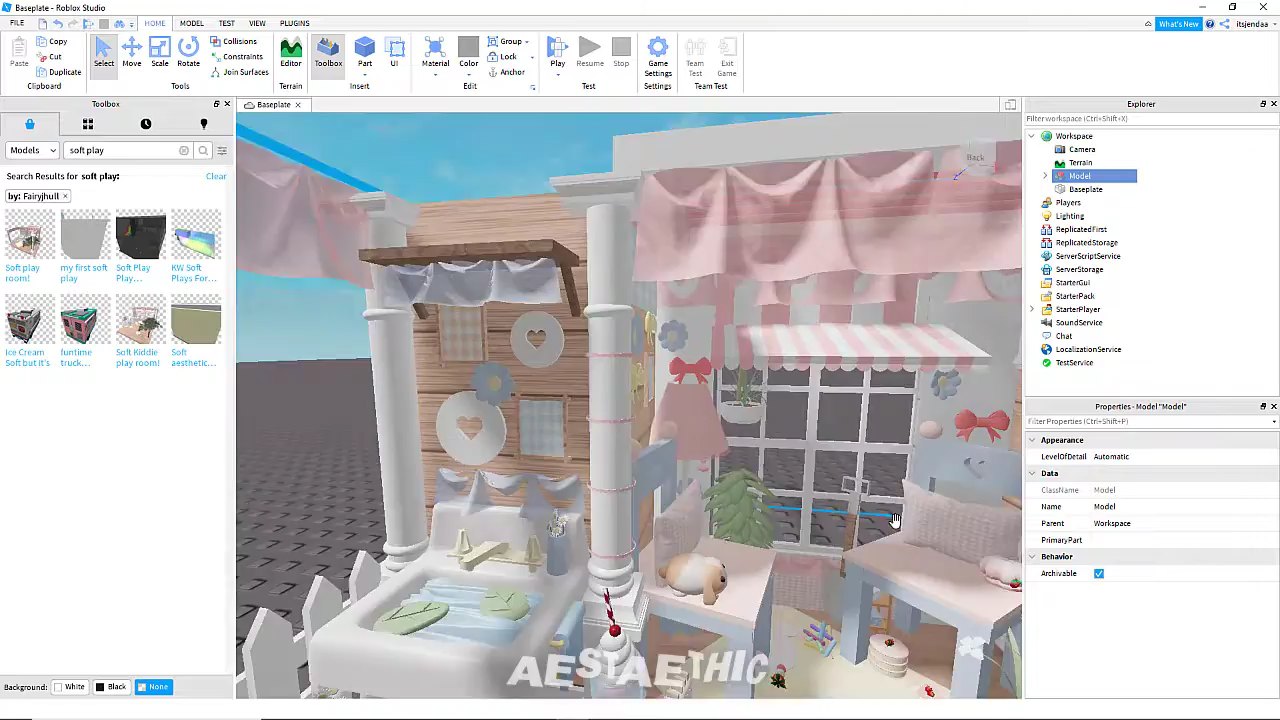 Baseplate - Roblox Studio
FILE HOME MODEL TEST VIEW PLUGINS What's New itsjendaa
Paste Copy Cut Duplicate Select Move Scale Rotate Collisions Constraints Join Surfaces Editor Toolbox Part UI Material Color Group Lock Anchor Play Resume Stop Game Settings Team Test Exit Game
Clipboard Tools Terrain Insert Edit Test Settings Team Test
Toolbox
Models soft play
Search Results for soft play: Clear
by: Fairyjhull
Soft play room!
my first soft play
Soft Play Play...
KW Soft Plays For...
Ice Cream Soft but it's
funtime truck...
Soft Kiddie play room!
Soft aesthetic...
Background: White Black None
Baseplate
Back
AESTAETHIC
Explorer
Filter workspace (Ctrl+Shift+X)
Workspace
Camera
Terrain
Model
Baseplate
Players
Lighting
ReplicatedFirst
ReplicatedStorage
ServerScriptService
ServerStorage
StarterGui
StarterPack
StarterPlayer
SoundService
Chat
LocalizationService
TestService
Properties - Model "Model"
Filter Properties (Ctrl+Shift+P)
Appearance
LevelOfDetail Automatic
Data
ClassName Model
Name Model
Parent Workspace
PrimaryPart
Behavior
Archivable